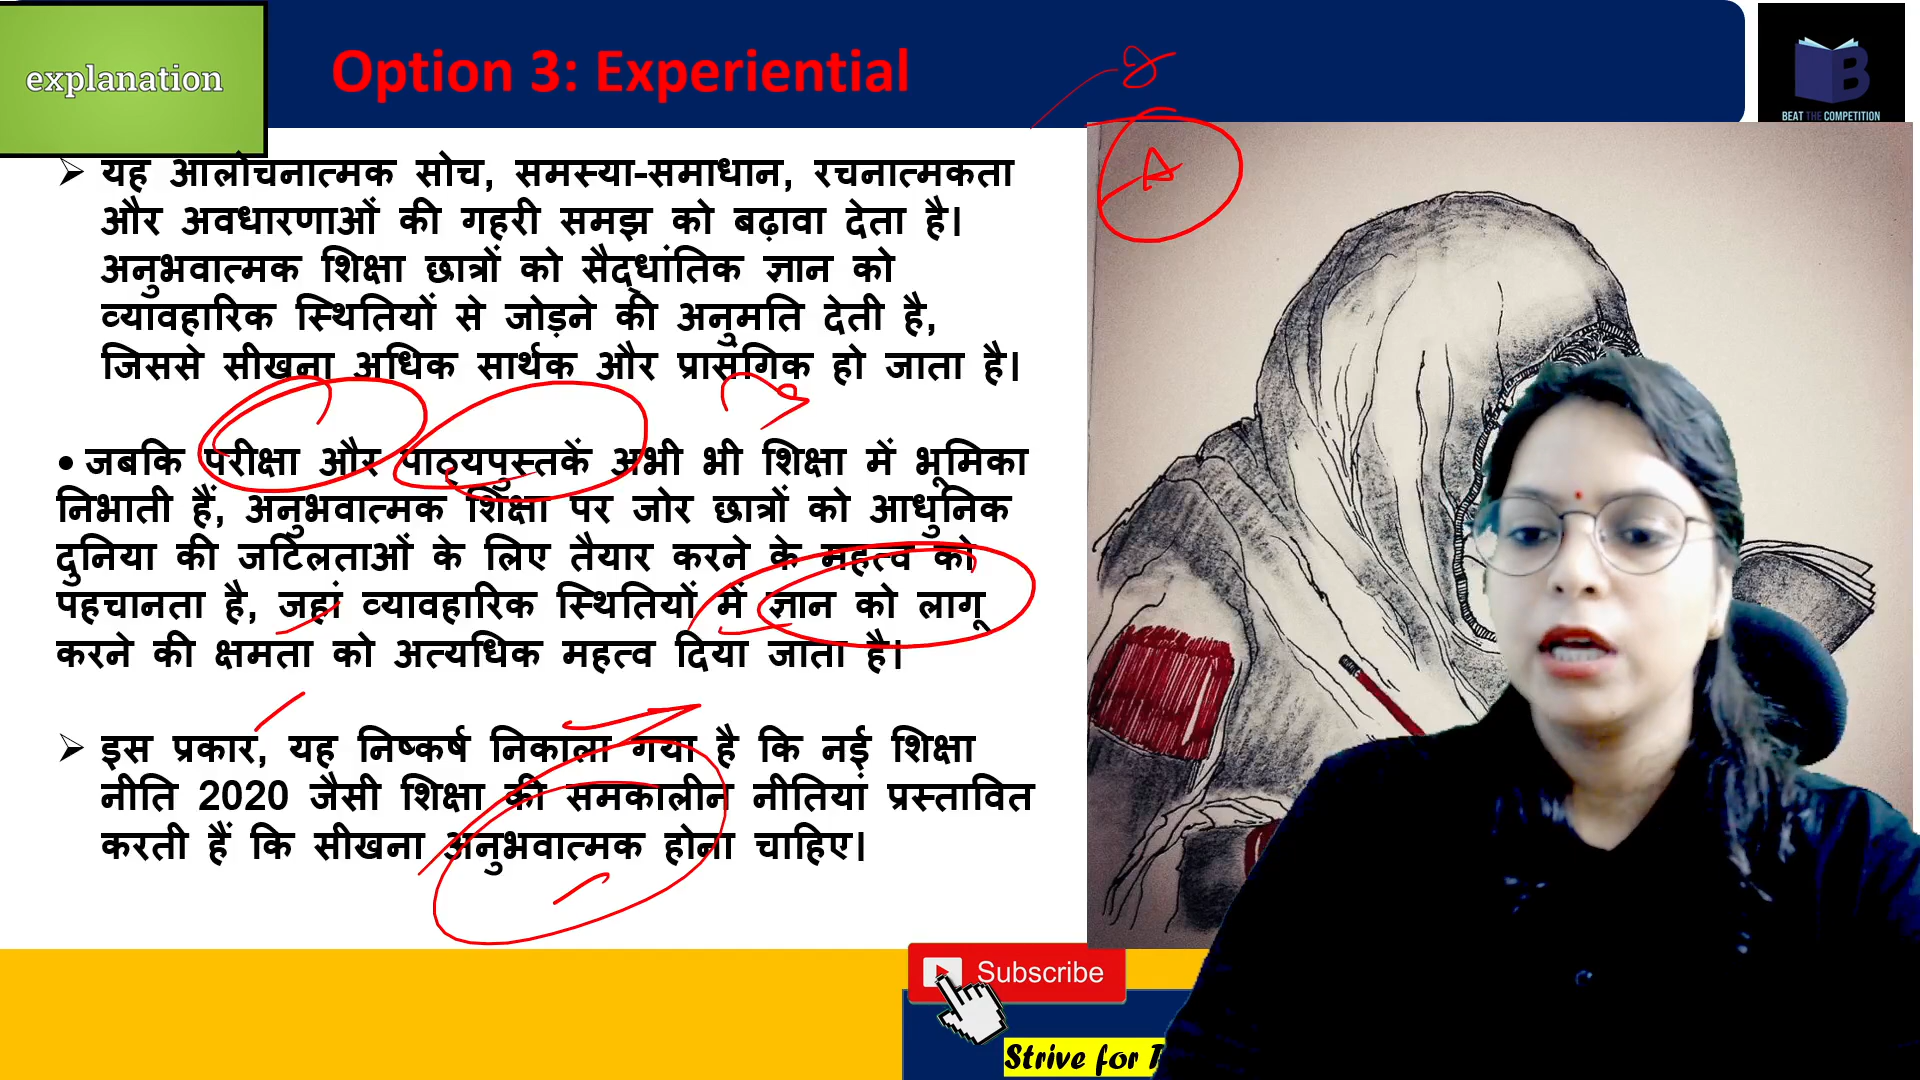 explanation
Option 3: Experiential
BEAT THE COMPETITION
A
➢ यह आलोचनात्मक सोच, समस्या-समाधान, रचनात्मकता
और अवधारणाओं की गहरी समझ को बढ़ावा देता है।
अनुभवात्मक शिक्षा छात्रों को सैद्धांतिक ज्ञान को
व्यावहारिक स्थितियों से जोड़ने की अनुमति देती है,
जिससे सीखना अधिक सार्थक और प्रासंगिक हो जाता है।
• जबकि परीक्षा और पाठ्यपुस्तकें अभी भी शिक्षा में भूमिका
निभाती हैं, अनुभवात्मक शिक्षा पर जोर छात्रों को आधुनिक
दुनिया की जटिलताओं के लिए तैयार करने के महत्व को
पहचानता है, जहां व्यावहारिक स्थितियों में ज्ञान को लागू
करने की क्षमता को अत्यधिक महत्व दिया जाता है।
➢ इस प्रकार, यह निष्कर्ष निकाला गया है कि नई शिक्षा
नीति 2020 जैसी शिक्षा की समकालीन नीतियां प्रस्तावित
करती हैं कि सीखना अनुभवात्मक होना चाहिए।
Subscribe
Strive for